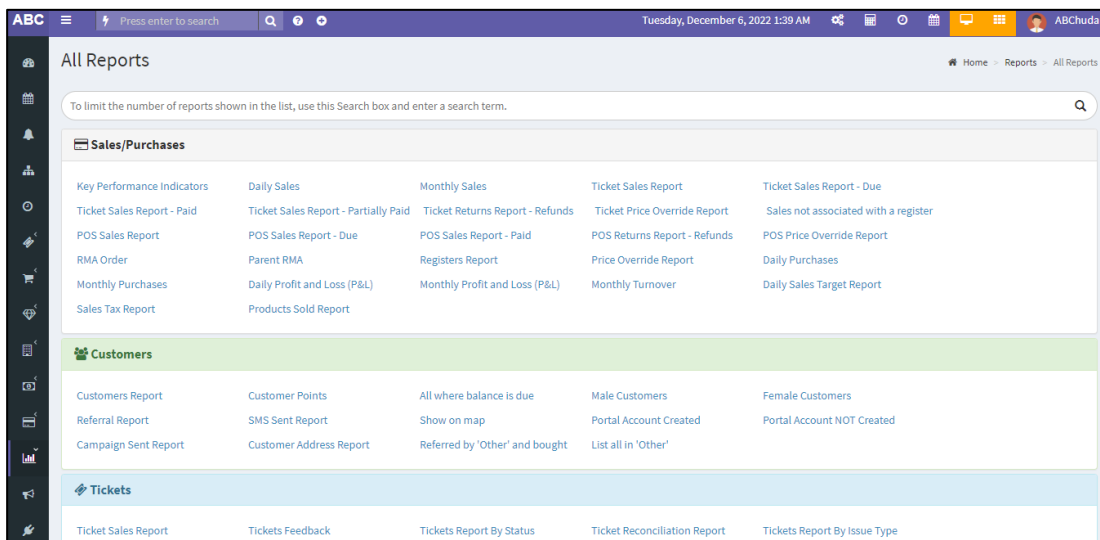 ABC Press enter to search Tuesday, December 6, 2022 1:39 AM ABChuda
All Reports Home > Reports > All Reports
To limit the number of reports shown in the list, use this Search box and enter a search term.
Sales/Purchases
Key Performance Indicators Daily Sales Monthly Sales Ticket Sales Report Ticket Sales Report - Due
Ticket Sales Report - Paid Ticket Sales Report - Partially Paid Ticket Returns Report - Refunds Ticket Price Override Report Sales not associated with a register
POS Sales Report POS Sales Report - Due POS Sales Report - Paid POS Returns Report - Refunds POS Price Override Report
RMA Order Parent RMA Registers Report Price Override Report Daily Purchases
Monthly Purchases Daily Profit and Loss (P&L) Monthly Profit and Loss (P&L) Monthly Turnover Daily Sales Target Report
Sales Tax Report Products Sold Report
Customers
Customers Report Customer Points All where balance is due Male Customers Female Customers
Referral Report SMS Sent Report Show on map Portal Account Created Portal Account NOT Created
Campaign Sent Report Customer Address Report Referred by 'Other' and bought List all in 'Other'
Tickets
Ticket Sales Report Tickets Feedback Tickets Report By Status Ticket Reconciliation Report Tickets Report By Issue Type